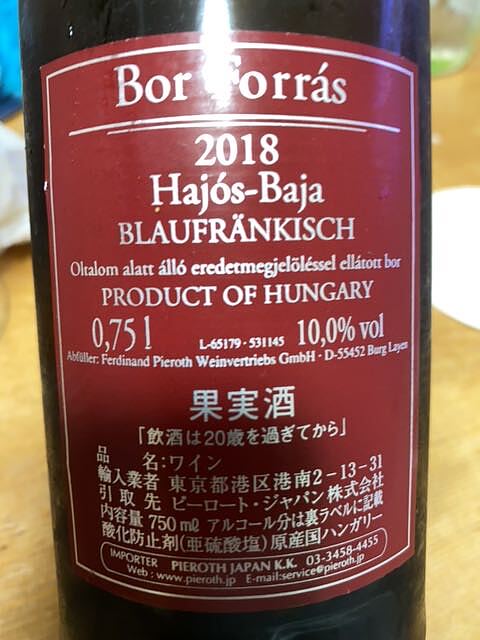 Bor Forrás
2018
Hajós-Baja
BLAUFRÄNKISCH
Oltalom alatt álló eredetmegjelöléssel ellátott bor
PRODUCT OF HUNGARY
0,75 l L-65179 · 531145 10,0% vol
Abfüller: Ferdinand Pieroth Weinvertriebs GmbH · D-55452 Burg Layen
果実酒
「飲酒は20歳を過ぎてから」
品 名:ワイン
輸入業者 東京都港区港南2-13-31
引取先 ピーロート・ジャパン株式会社
内容量 750mℓ アルコール分は裏ラベルに記載
酸化防止剤(亜硫酸塩) 原産国ハンガリー
IMPORTER PIEROTH JAPAN K.K. 03-3458-4455
Web : www.pieroth.jp E-mail:service@pieroth.jp